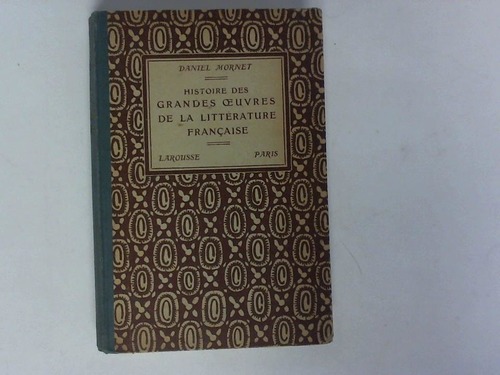 DANIEL MORNET
HISTOIRE DES
GRANDES ŒUVRES
DE LA LITTÉRATURE
FRANÇAISE
LAROUSSE PARIS